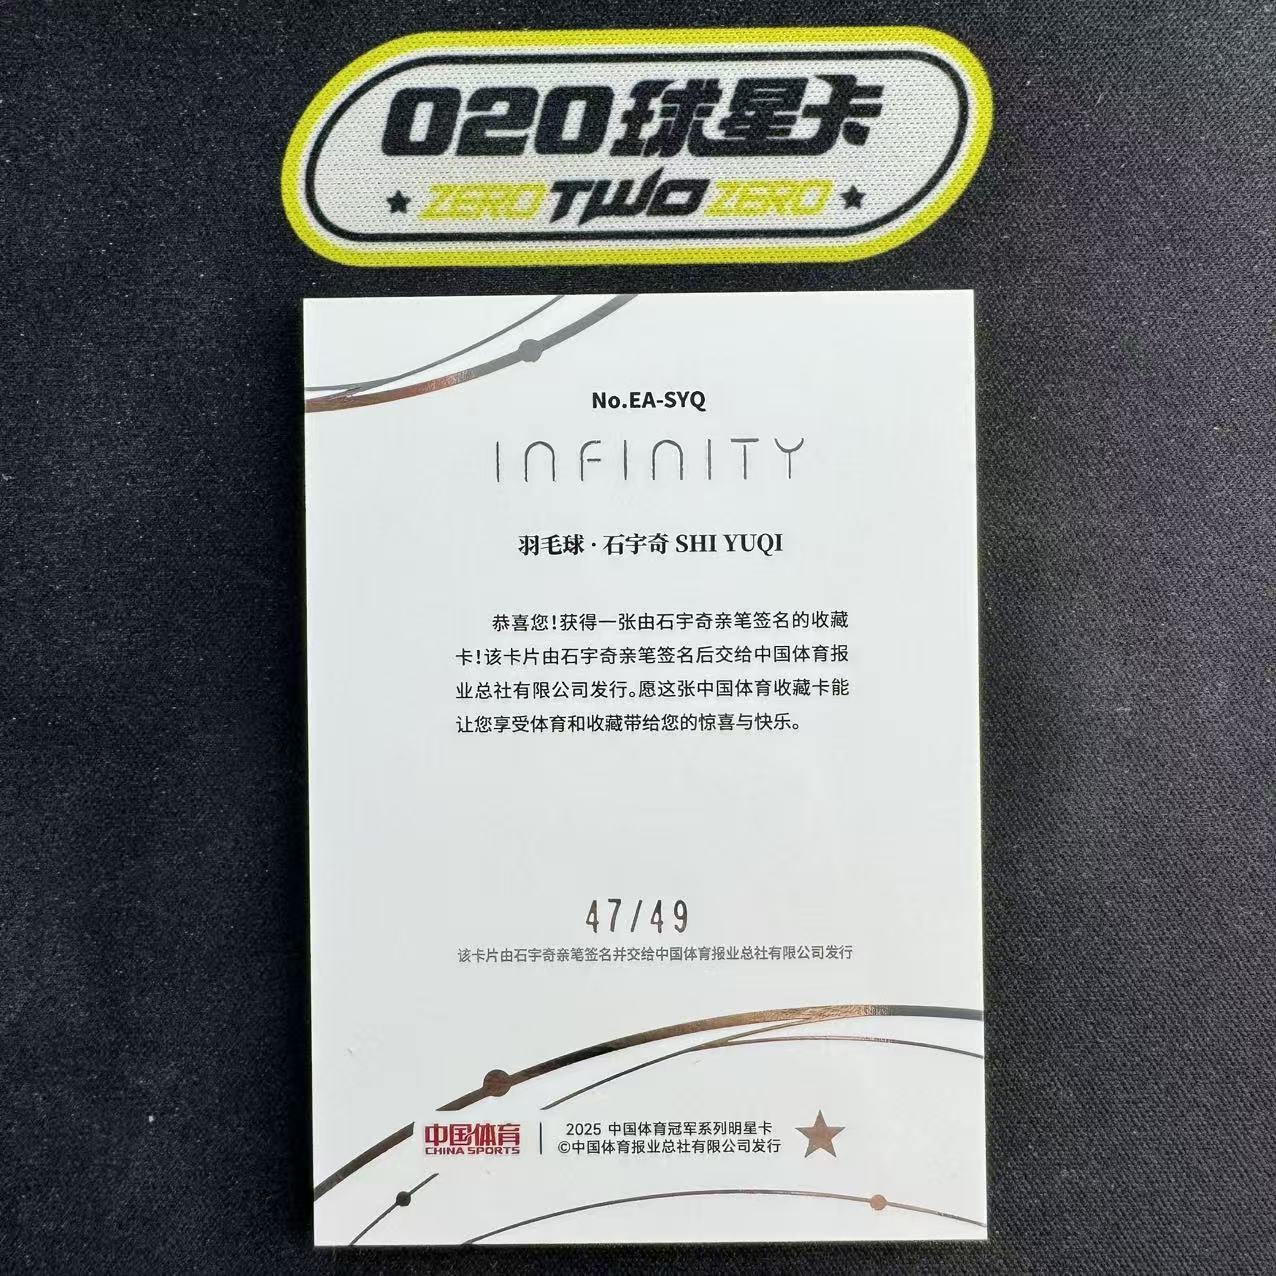 020球星卡
ZERO TWO ZERO
No.EA-SYQ
INFINITY
羽毛球·石宇奇 SHI YUQI
恭喜您!获得一张由石宇奇亲笔签名的收藏
卡!该卡片由石宇奇亲笔签名后交给中国体育报
业总社有限公司发行。愿这张中国体育收藏卡能
让您享受体育和收藏带给您的惊喜与快乐。
47/49
该卡片由石宇奇亲笔签名并交给中国体育报业总社有限公司发行
中国体育
CHINA SPORTS
2025 中国体育冠军系列明星卡
©中国体育报业总社有限公司发行